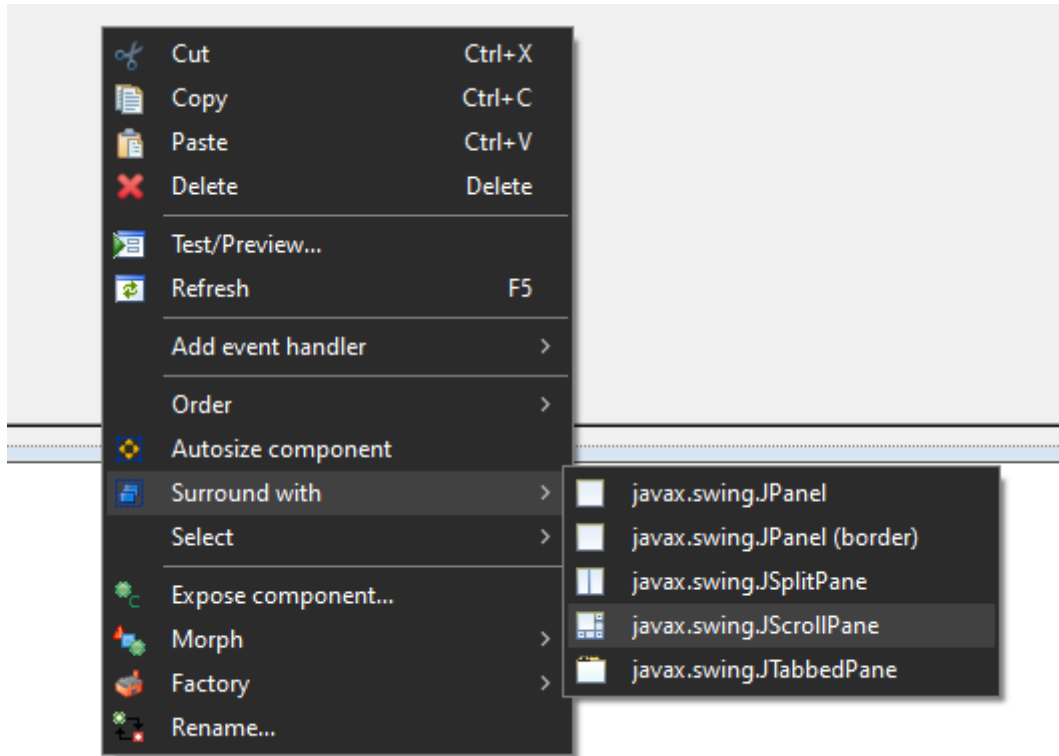 Cut Ctrl+X
Copy Ctrl+C
Paste Ctrl+V
Delete Delete
Test/Preview...
Refresh F5
Add event handler
Order
Autosize component
Surround with
Select
Expose component...
Morph
Factory
Rename...
javax.swing.JPanel
javax.swing.JPanel (border)
javax.swing.JSplitPane
javax.swing.JScrollPane
javax.swing.JTabbedPane